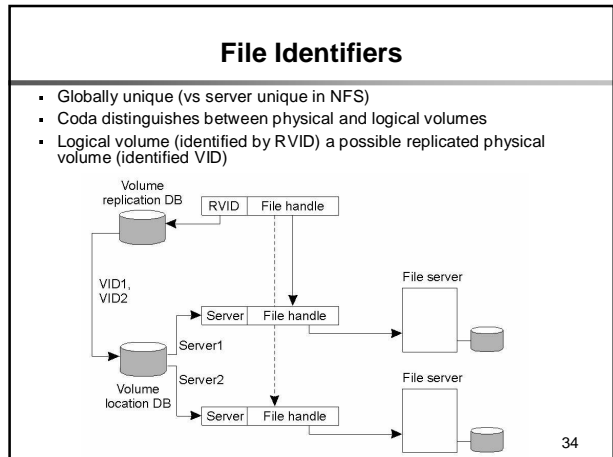 File Identifiers
Globally unique (vs server unique in NFS)
Coda distinguishes between physical and logical volumes
Logical volume (identified by RVID) a possible replicated physical
volume (identified VID)
Volume
replication DB
RVID File handle
VID1,
VID2
File server
Server File handle
Server1
Server2
Volume
location DB
File server
Server File handle
34